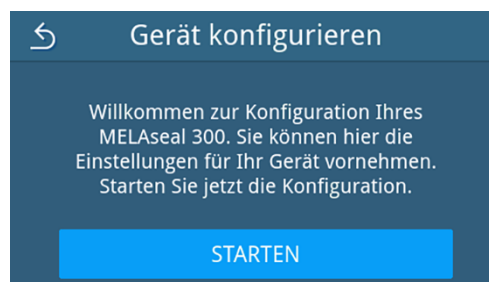 Gerät konfigurieren
Willkommen zur Konfiguration Ihres
MELAseal 300. Sie können hier die
Einstellungen für Ihr Gerät vornehmen.
Starten Sie jetzt die Konfiguration.
STARTEN